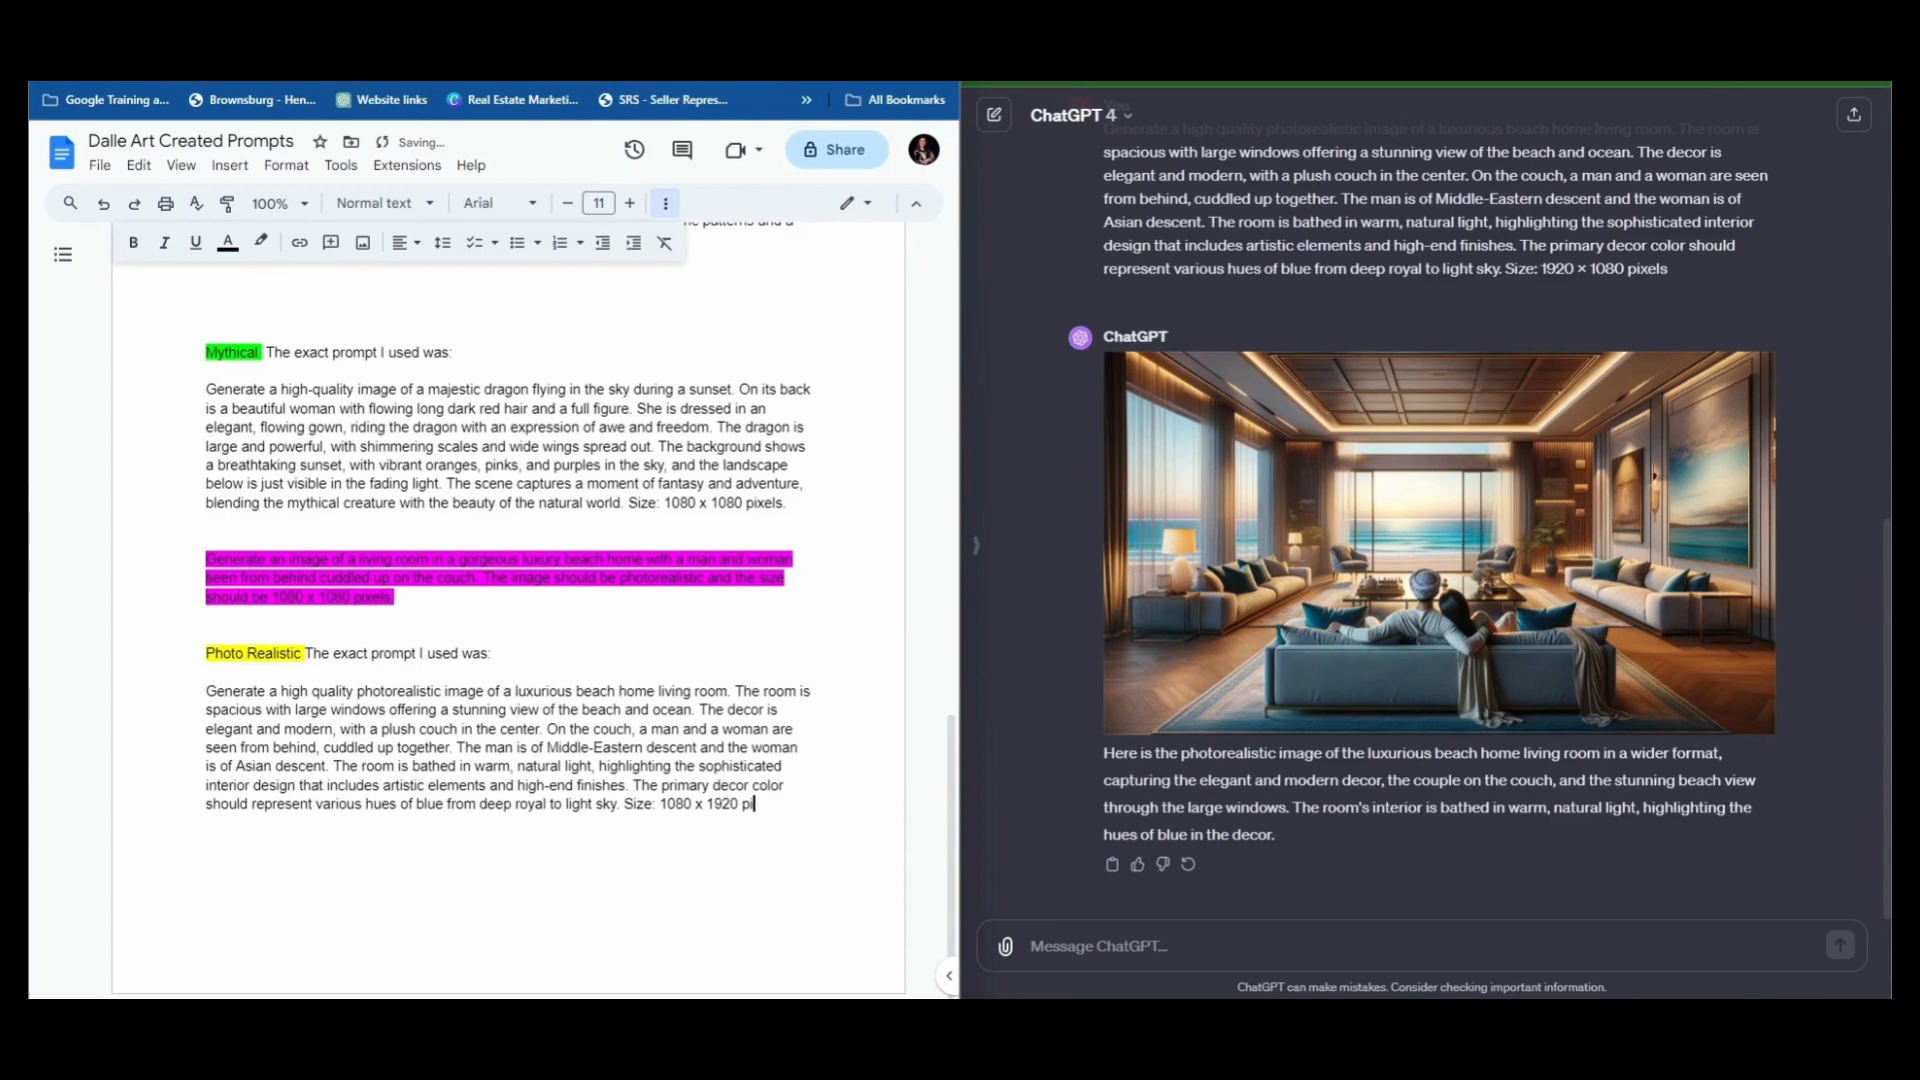 Google Training a...
Brownsburg - Hen...
Website links
Real Estate Marketi...
SRS - Seller Repres...
»
All Bookmarks
Dalle Art Created Prompts
Saving...
File Edit View Insert Format Tools Extensions Help
Share
100%
Normal text
Arial
− 11 +
B I U A
Mythical The exact prompt I used was:
Generate a high-quality image of a majestic dragon flying in the sky during a sunset. On its back
is a beautiful woman with flowing long dark red hair and a full figure. She is dressed in an
elegant, flowing gown, riding the dragon with an expression of awe and freedom. The dragon is
large and powerful, with shimmering scales and wide wings spread out. The background shows
a breathtaking sunset, with vibrant oranges, pinks, and purples in the sky, and the landscape
below is just visible in the fading light. The scene captures a moment of fantasy and adventure,
blending the mythical creature with the beauty of the natural world. Size: 1080 x 1080 pixels.
Generate an image of a living room in a gorgeous luxury beach home with a man and woman
seen from behind cuddled up on the couch. The image should be photorealistic and the size
should be 1080 x 1080 pixels.
Photo Realistic The exact prompt I used was:
Generate a high quality photorealistic image of a luxurious beach home living room. The room is
spacious with large windows offering a stunning view of the beach and ocean. The decor is
elegant and modern, with a plush couch in the center. On the couch, a man and a woman are
seen from behind, cuddled up together. The man is of Middle-Eastern descent and the woman
is of Asian descent. The room is bathed in warm, natural light, highlighting the sophisticated
interior design that includes artistic elements and high-end finishes. The primary decor color
should represent various hues of blue from deep royal to light sky. Size: 1080 x 1920 pi
ChatGPT 4
You
Generate a high quality photorealistic image of a luxurious beach home living room. The room is
spacious with large windows offering a stunning view of the beach and ocean. The decor is
elegant and modern, with a plush couch in the center. On the couch, a man and a woman are seen
from behind, cuddled up together. The man is of Middle-Eastern descent and the woman is of
Asian descent. The room is bathed in warm, natural light, highlighting the sophisticated interior
design that includes artistic elements and high-end finishes. The primary decor color should
represent various hues of blue from deep royal to light sky. Size: 1920 × 1080 pixels
ChatGPT
Here is the photorealistic image of the luxurious beach home living room in a wider format,
capturing the elegant and modern decor, the couple on the couch, and the stunning beach view
through the large windows. The room's interior is bathed in warm, natural light, highlighting the
hues of blue in the decor.
Message ChatGPT...
ChatGPT can make mistakes. Consider checking important information.